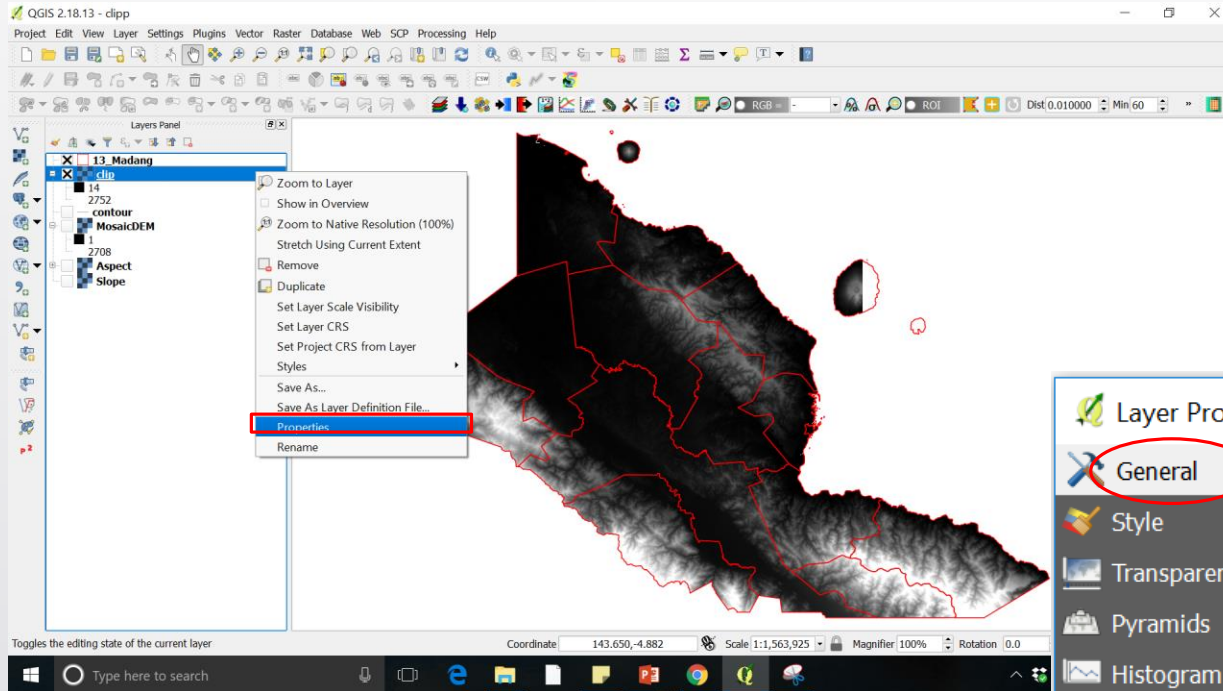 QGIS 2.18.13 - clipp
Project Edit View Layer Settings Plugins Vector Raster Database Web SCP Processing Help
CSW
RGB = -
ROI
Dist 0.010000
Min 60
»
Layers Panel
13_Madang
clip
14
2752
contour
MosaicDEM
1
2708
Aspect
Slope
Zoom to Layer
Show in Overview
Zoom to Native Resolution (100%)
Stretch Using Current Extent
Remove
Duplicate
Set Layer Scale Visibility
Set Layer CRS
Set Project CRS from Layer
Styles
Save As...
Save As Layer Definition File...
Properties
Rename
Layer Pro
General
Style
Transparen
Pyramids
Histogram
Toggles the editing state of the current layer
Coordinate 143.650,-4.882 Scale 1:1,563,925 Magnifier 100% Rotation 0.0
Type here to search